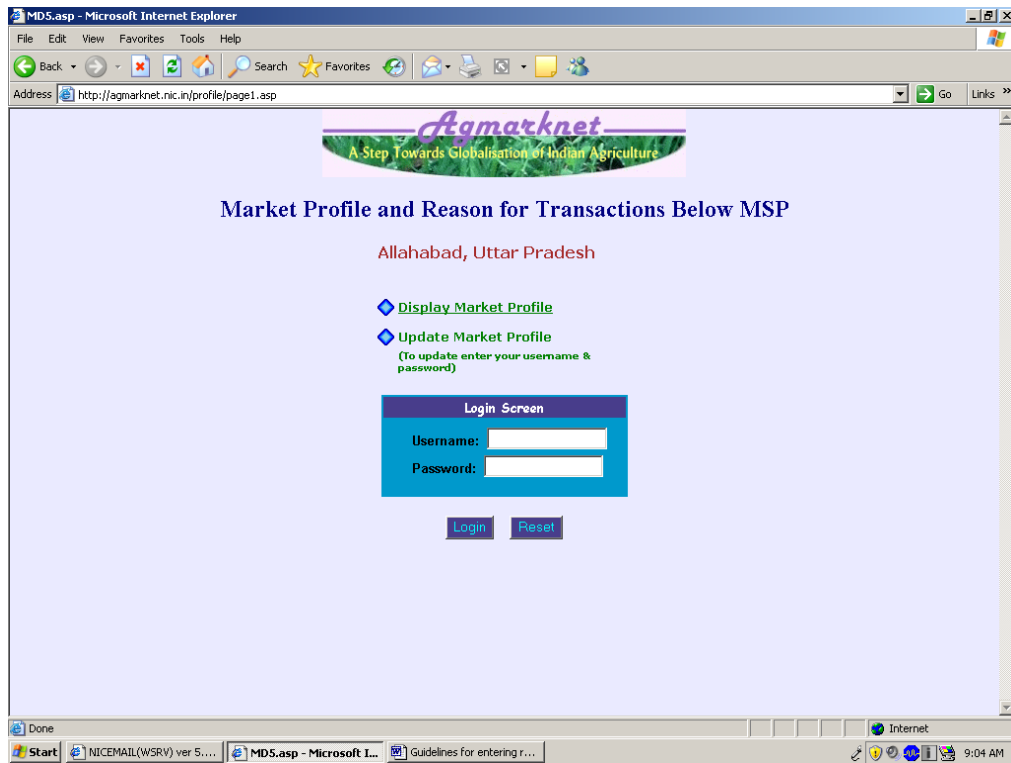 MD5.asp - Microsoft Internet Explorer
File Edit View Favorites Tools Help
Back Search Favorites
Address http://agmarknet.nic.in/profile/page1.asp Go Links »
Agmarknet
A-Step Towards Globalisation of Indian Agriculture
Market Profile and Reason for Transactions Below MSP
Allahabad, Uttar Pradesh
Display Market Profile
Update Market Profile
(To update enter your username &
password)
Login Screen
Username:
Password:
Login Reset
Done Internet
Start NICEMAIL(WSRV) ver 5.... MD5.asp - Microsoft I... Guidelines for entering r... 9:04 AM